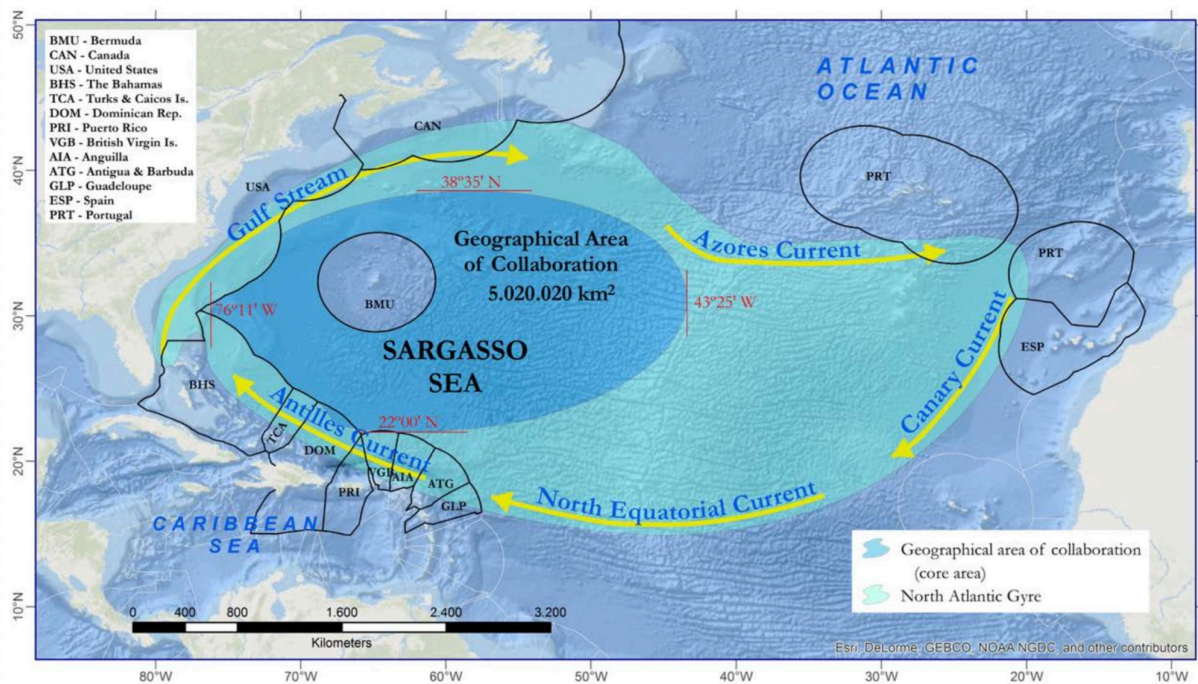 50°N
40°N
30°N
20°N
10°N
BMU - Bermuda
CAN - Canada
USA - United States
BHS - The Bahamas
TCA - Turks & Caicos Is.
DOM - Dominican Rep.
PRI - Puerto Rico
VGB - British Virgin Is.
AIA - Anguilla
ATG - Antigua & Barbuda
GLP - Guadeloupe
ESP - Spain
PRT - Portugal
ATLANTIC
OCEAN
CAN
USA
PRT
Gulf Stream
38°35' N
Geographical Area
of Collaboration
5.020.020 km²
Azores Current
PRT
BMU
76°11' W
43°25' W
SARGASSO
SEA
ESP
BHS
Canary Current
Antilles Current
22°00' N
TCA
DOM
VGB
AIA
ATG
PRI
GLP
North Equatorial Current
CARIBBEAN
SEA
Geographical area of collaboration
(core area)
North Atlantic Gyre
0 400 800 1.600 2.400 3.200
Kilometers
Esri, DeLorme, GEBCO, NOAA NGDC, and other contributors
80°W 70°W 60°W 50°W 40°W 30°W 20°W 10°W